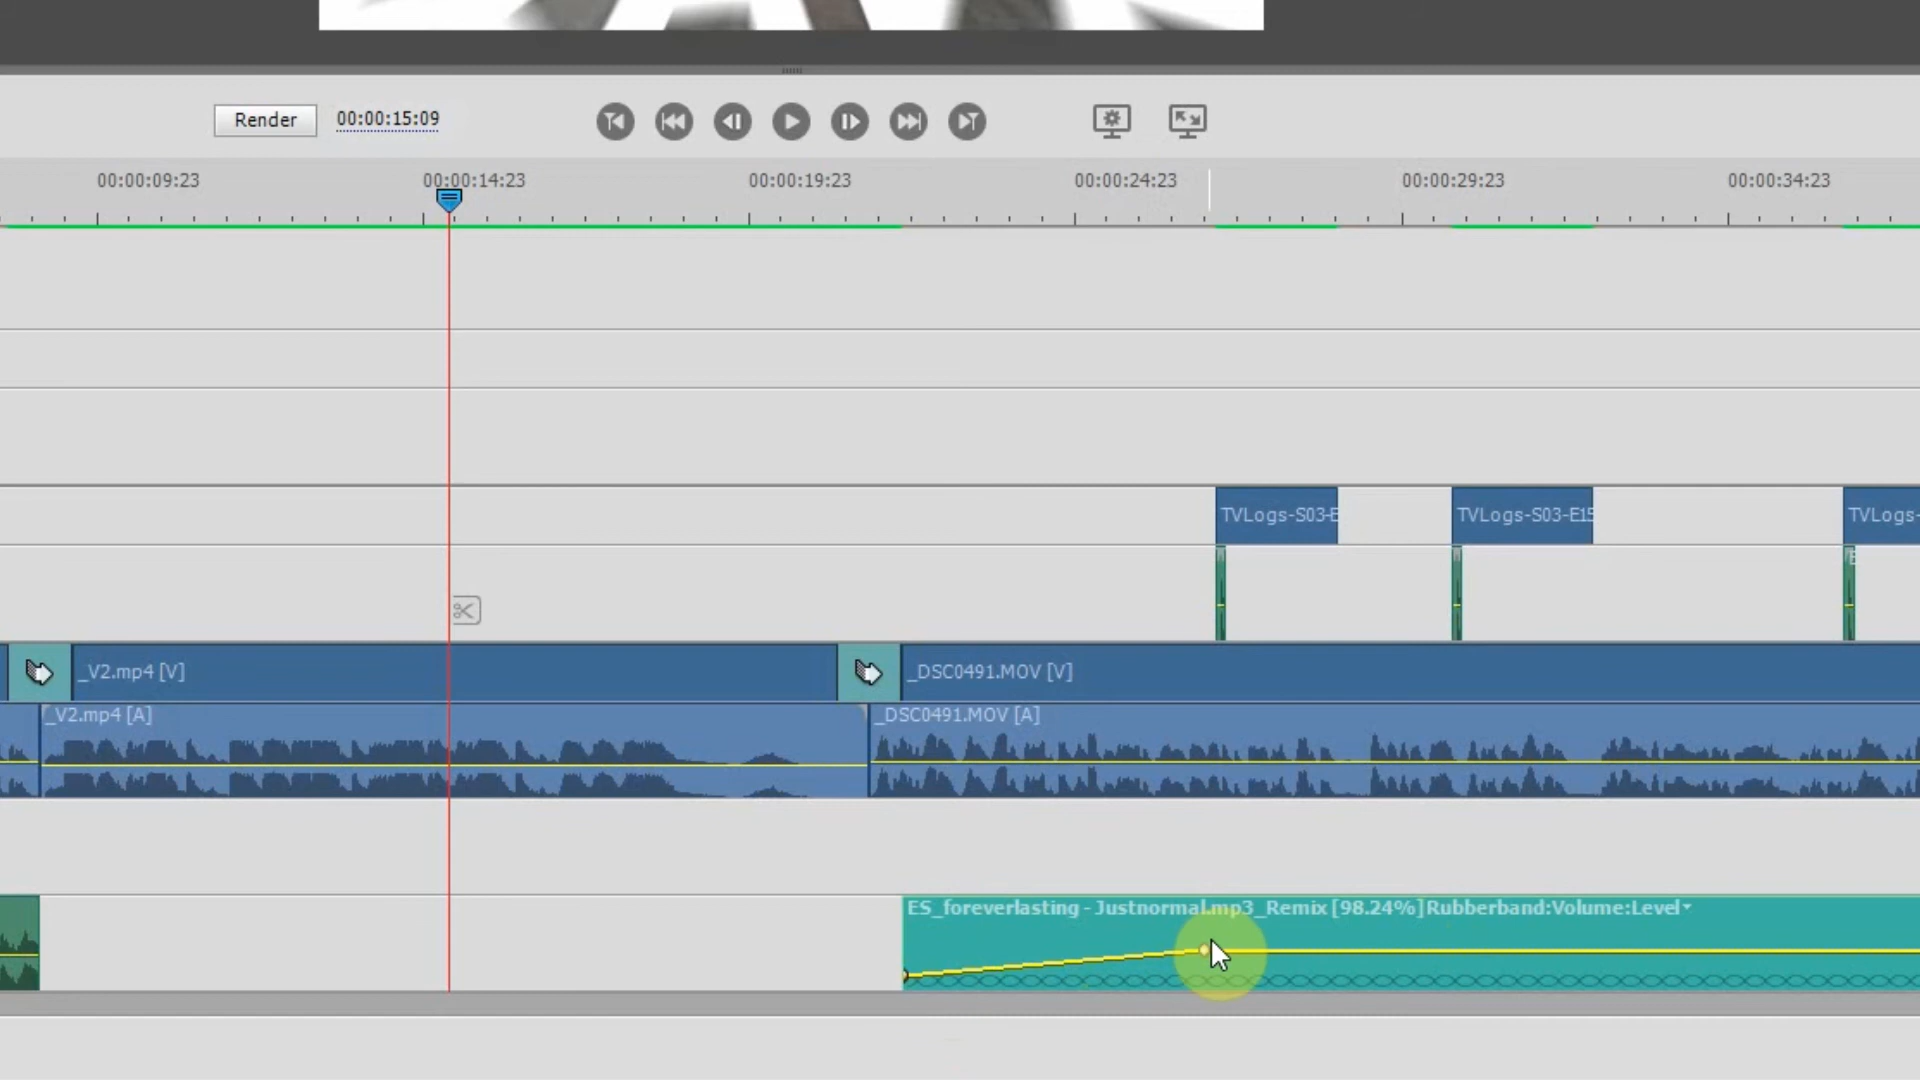 Render 00:00:15:09
00:00:09:23 00:00:14:23 00:00:19:23 00:00:24:23 00:00:29:23 00:00:34:23
TVLogs-S03-E TVLogs-S03-E15 TVLogs-
_V2.mp4 [V] _DSC0491.MOV [V]
_V2.mp4 [A] _DSC0491.MOV [A]
ES_foreverlasting - Justnormal.mp3_Remix [98.24%] Rubberband:Volume:Level